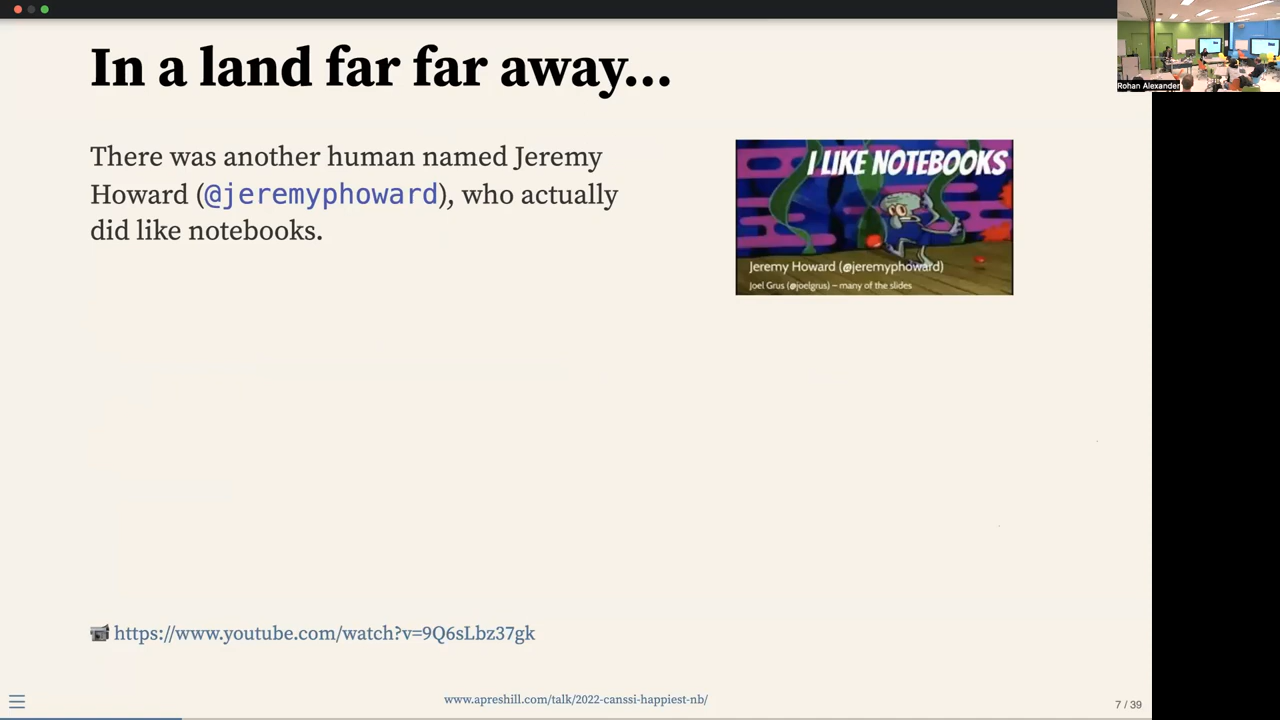 In a land far far away...
There was another human named Jeremy
Howard (@jeremyphoward), who actually
did like notebooks.
I LIKE NOTEBOOKS
Jeremy Howard (@jeremyphoward)
Joel Grus (@joelgrus) – many of the slides
Rohan Alexander
https://www.youtube.com/watch?v=9Q6sLbz37gk
www.apreshill.com/talk/2022-canssi-happiest-nb/
7 / 39